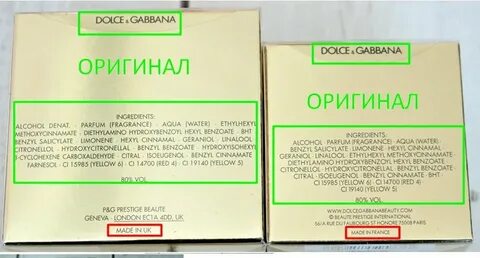 DOLCE & GABBANA
ОРИГИНАЛ
INGREDIENTS:
ALCOHOL DENAT. · PARFUM (FRAGRANCE) · AQUA (WATER) · ETHYLHEXYL
METHOXYCINNAMATE · DIETHYLAMINO HYDROXYBENZOYL HEXYL BENZOATE · BHT
BENZYL SALICYLATE · LIMONENE · HEXYL CINNAMAL · GERANIOL · LINALOOL
CITRONELLOL · HYDROXYCITRONELLAL · BENZYL BENZOATE · HYDROXYISOHEXYL
3-CYCLOHEXENE CARBOXALDEHYDE · CITRAL · ISOEUGENOL · BENZYL CINNAMATE
FARNESOL · CI 15985 (YELLOW 6) · CI 14700 (RED 4) · CI 19140 (YELLOW 5)
80% VOL
P&G PRESTIGE BEAUTE
GENEVA · LONDON EC1A 4DD, UK
MADE IN UK
DOLCE & GABBANA
ОРИГИНАЛ
INGREDIENTS:
ALCOHOL · PARFUM (FRAGRANCE) · AQUA (WATER) ·
BENZYL SALICYLATE · LIMONENE · HEXYL CINNAMAL
GERANIOL · LINALOOL · ETHYLHEXYL METHOXYCINNAMATE ·
DIETHYLAMINO HYDROXYBENZOYL HEXYL BENZOATE
CITRONELLOL · HYDROXYCITRONELLAL · BENZYL BENZOATE
CITRAL · ISOEUGENOL · BENZYL CINNAMATE · BHT
CI 15985 (YELLOW 6) · CI 14700 (RED 4)
CI 19140 (YELLOW 5)
80% VOL
WWW.DOLCEGABBANABEAUTY.COM
© BEAUTE PRESTIGE INTERNATIONAL
56/A RUE DU FAUBOURG ST HONORE 75008 PARIS
MADE IN FRANCE